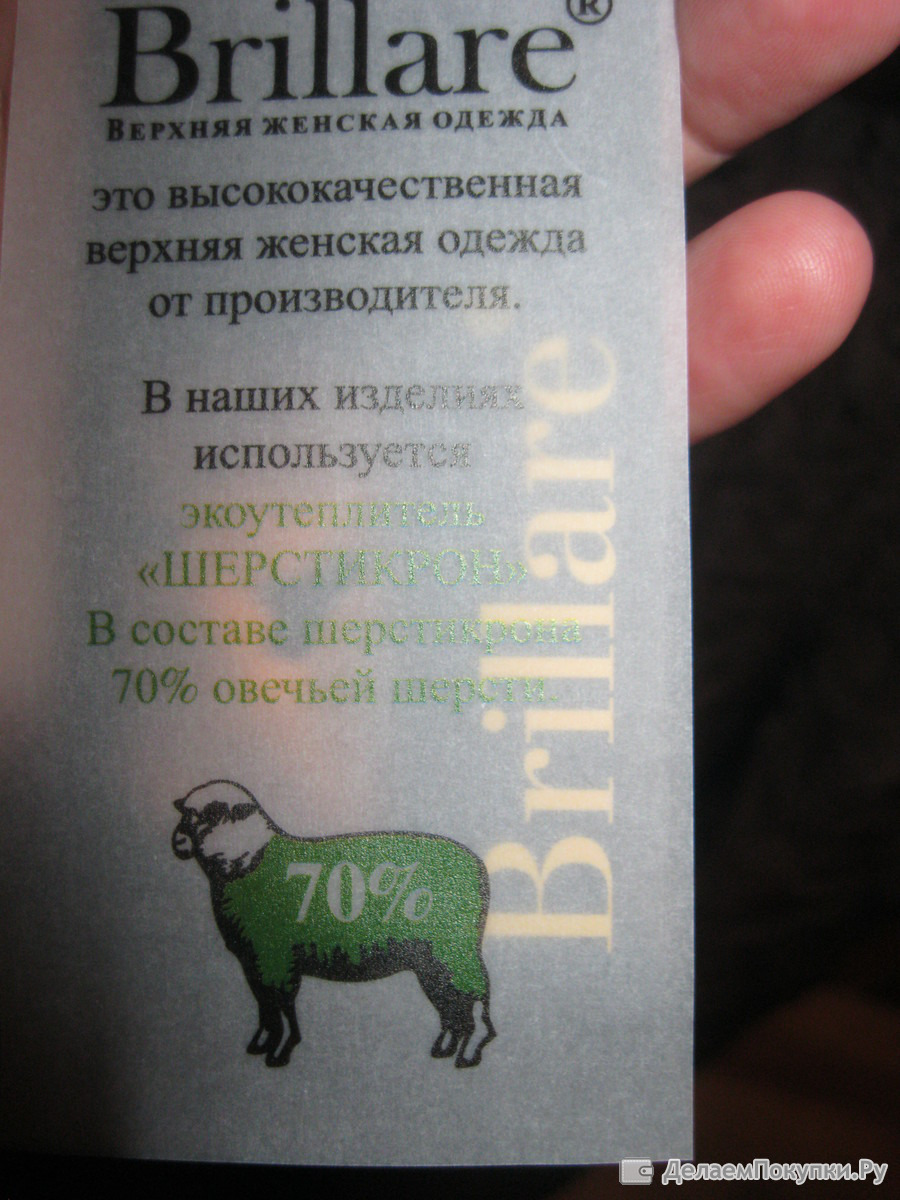 Brillare®
ВЕРХНЯЯ ЖЕНСКАЯ ОДЕЖДА
это высококачественная
верхняя женская одежда
от производителя.
В наших изделиях
используется
экоутеплитель
«ШЕРСТИКРОН»
В составе шерстикрона
70% овечьей шерсти.
70%
Brillare
ДелаемПокупки.Ру